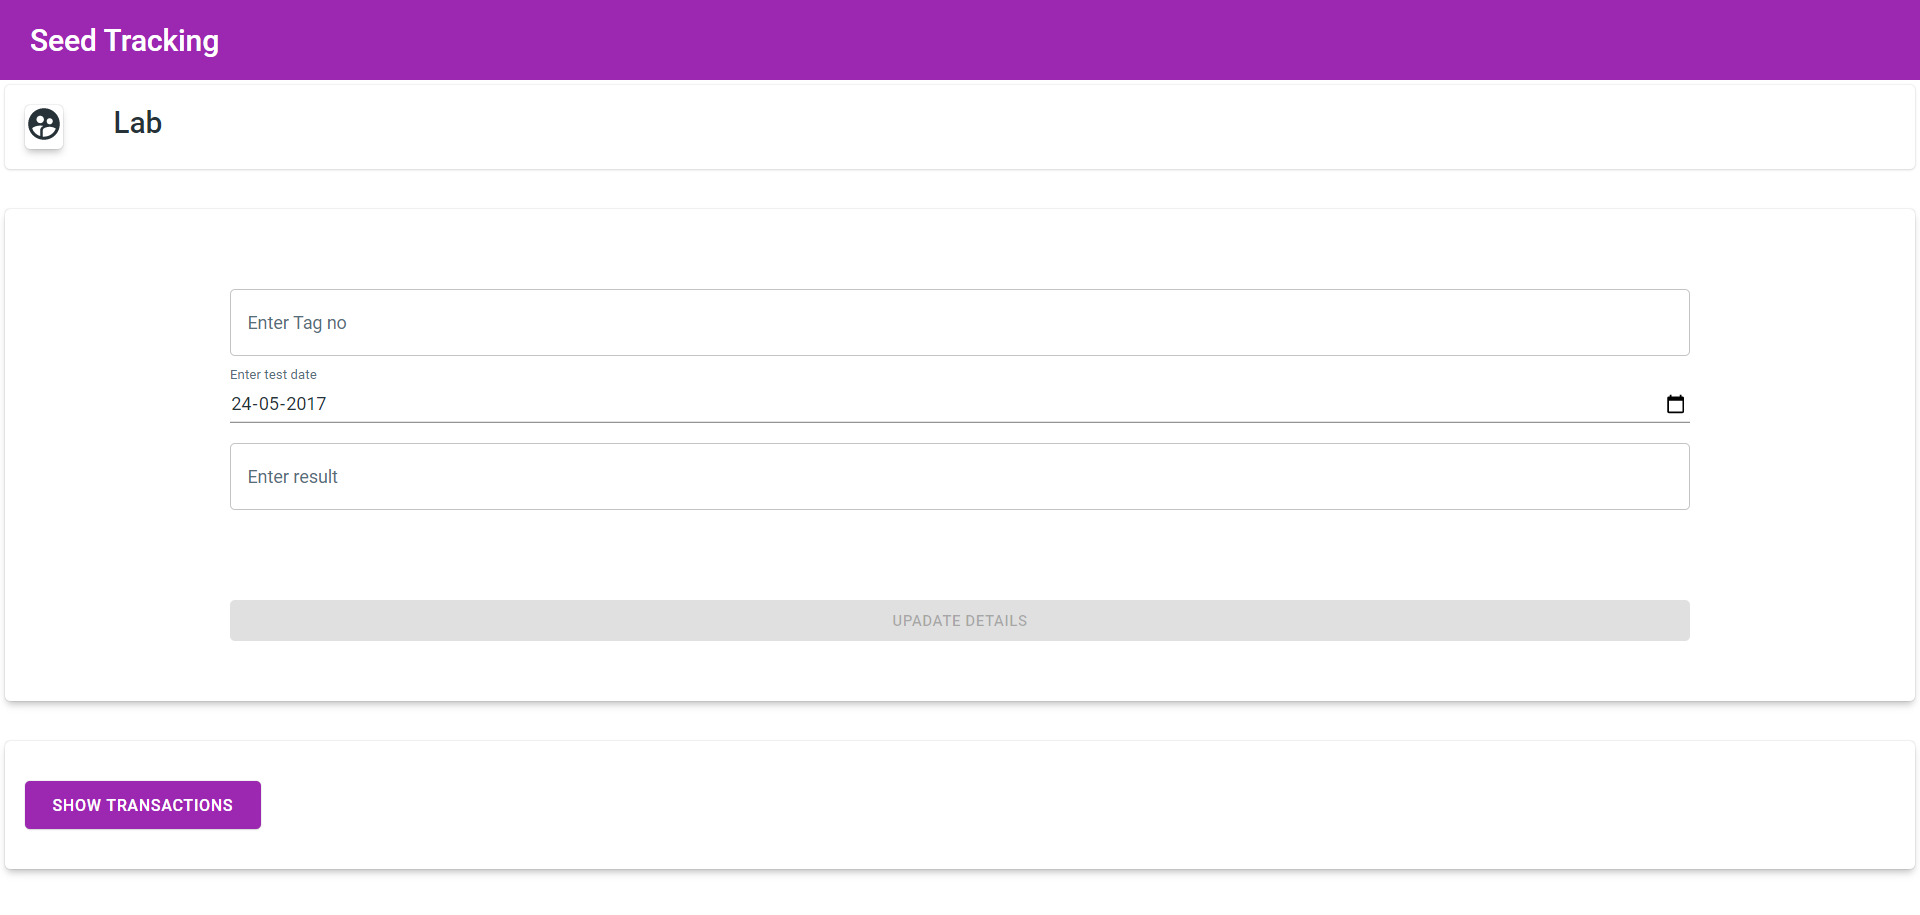 Seed Tracking
Lab
Enter Tag no
Enter test date
24-05-2017
Enter result
UPADATE DETAILS
SHOW TRANSACTIONS